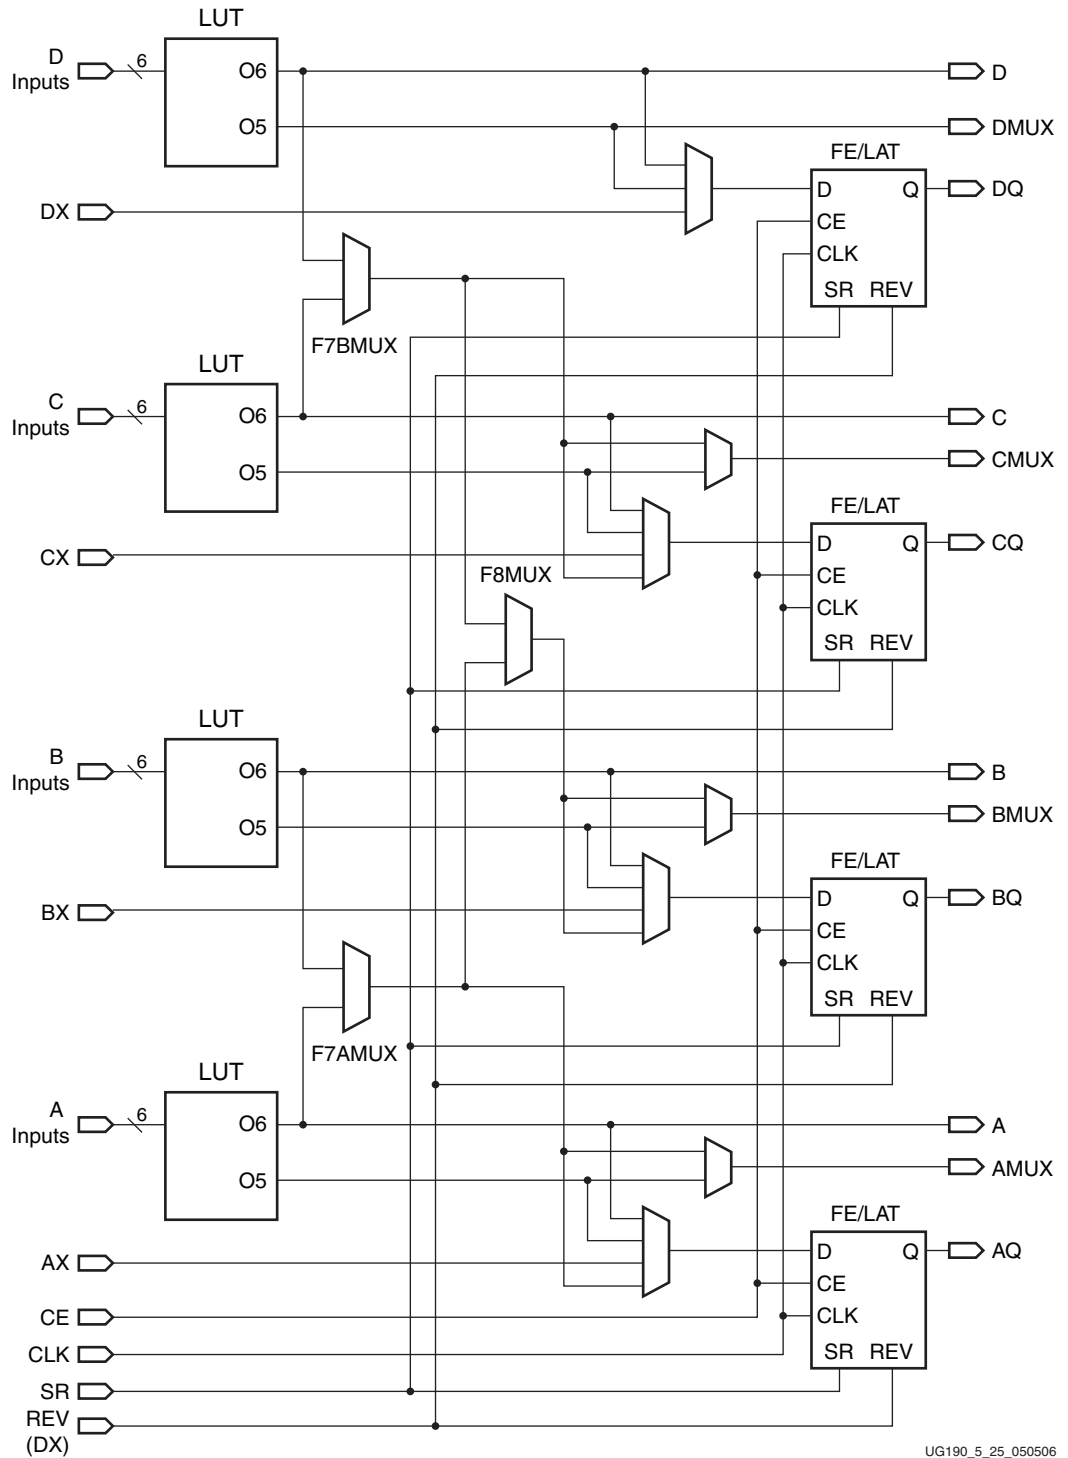 LUT
D
Inputs
6
O6
D
O5
DMUX
FE/LAT
D
Q
DQ
DX
CE
CLK
SR REV
F7BMUX
LUT
C
Inputs
6
O6
C
O5
CMUX
FE/LAT
D
Q
CQ
CX
F8MUX
CE
CLK
SR REV
LUT
B
Inputs
6
O6
B
O5
BMUX
FE/LAT
D
Q
BQ
BX
CE
CLK
SR REV
F7AMUX
LUT
A
Inputs
6
O6
A
O5
AMUX
FE/LAT
D
Q
AQ
AX
CE
CLK
SR REV
CE
CLK
SR
REV
(DX)
UG190_5_25_050506